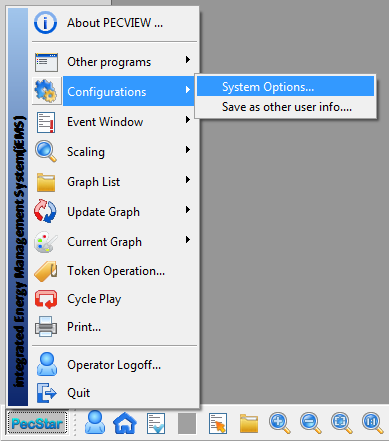 About PECVIEW ...
Other programs
Configurations
System Options...
Save as other user info....
Event Window
Scaling
Graph List
Update Graph
Current Graph
Token Operation...
Cycle Play
Print...
Operator Logoff...
Quit
integrated Energy Management System(iEMS)
PecStar